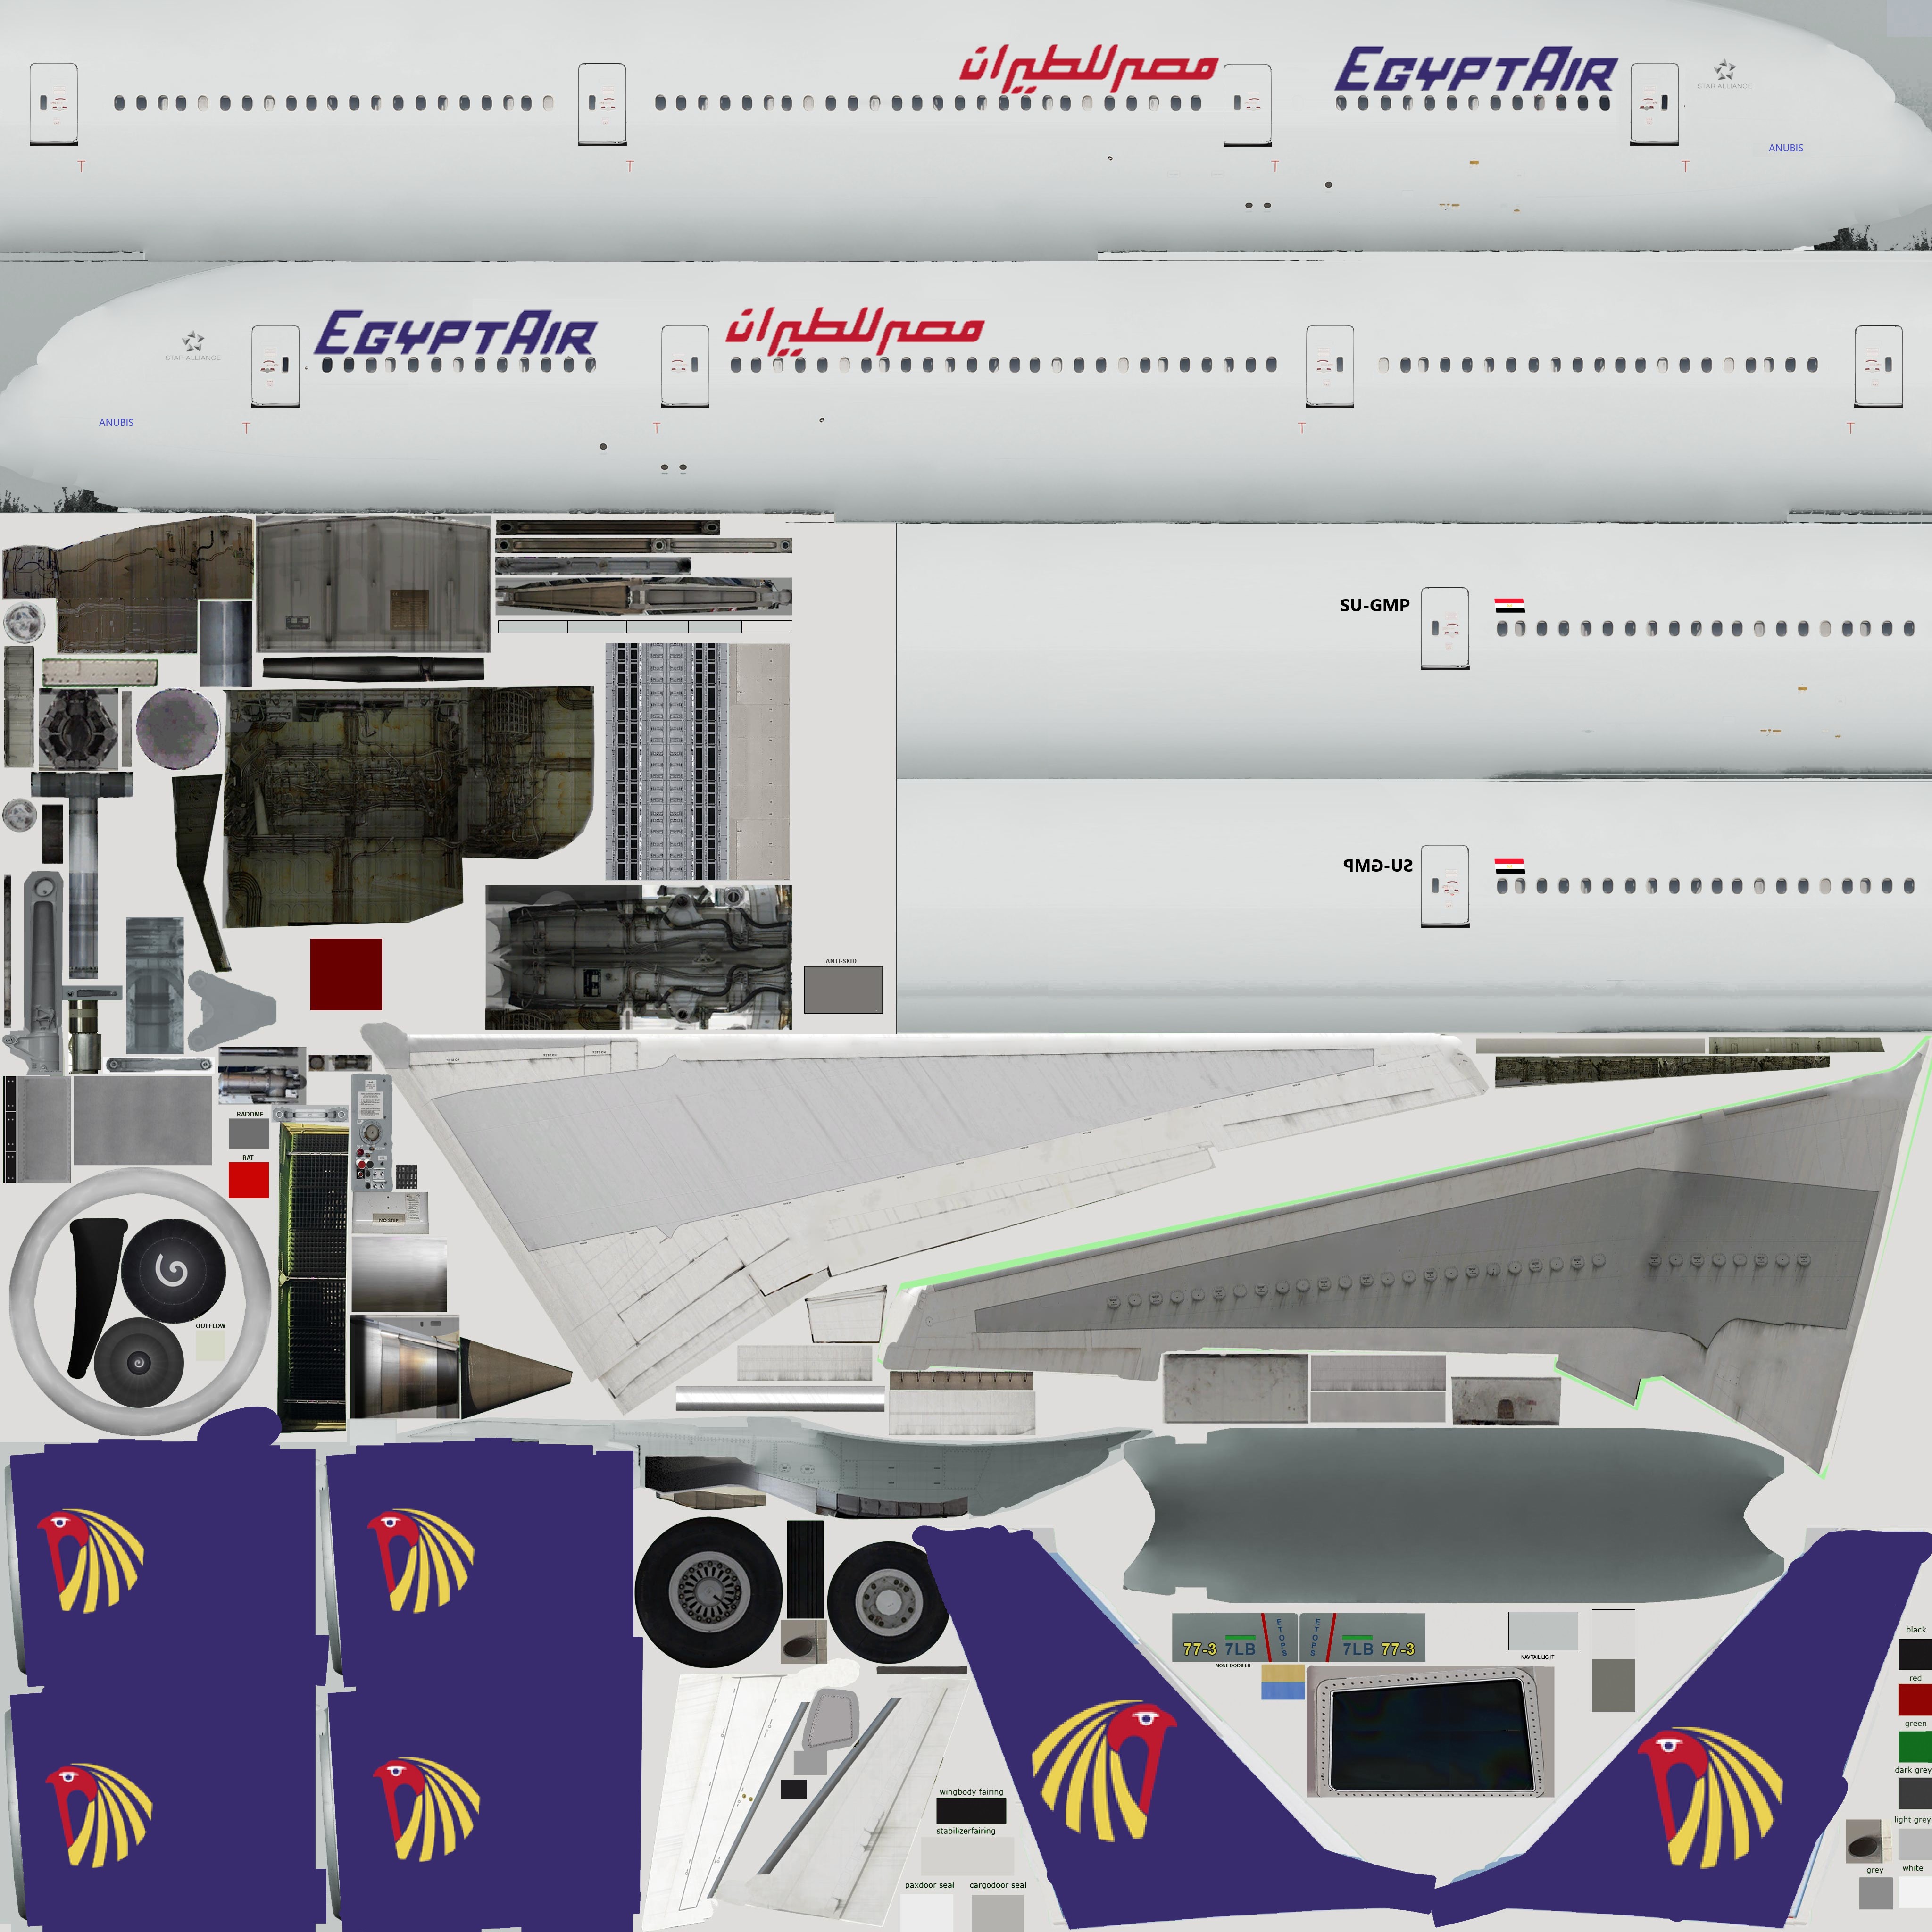 مصر للطيران
EGYPTAIR
STAR ALLIANCE
ANUBIS
T
T
T
T
EGYPTAIR
مصر للطيران
STAR ALLIANCE
ANUBIS
T
T
T
T
SU-GMP
SU-GMP
ANTI-SKID
RADOME
RAT
NO STEP
OUTFLOW
77-3 7LB ETOPS
ETOPS 7LB 77-3
NOSE DOOR LH
NAV TAIL LIGHT
black
red
green
dark grey
light grey
grey
white
wingbody fairing
stabilizerfairing
paxdoor seal
cargodoor seal